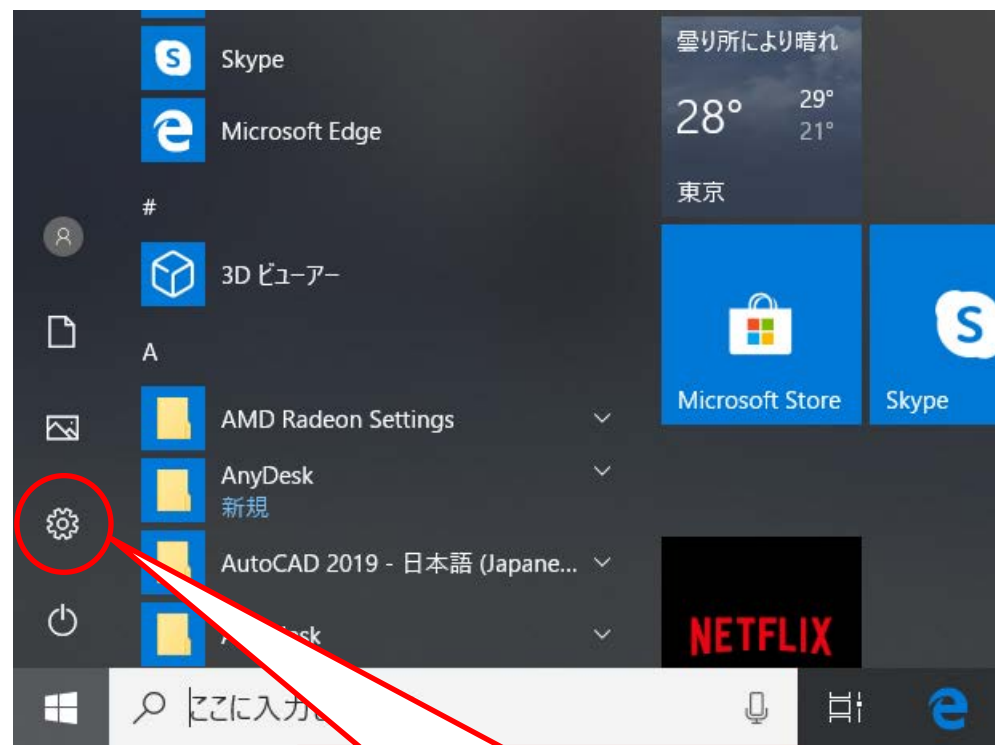 Skype
Microsoft Edge
#
3D ビューアー
A
AMD Radeon Settings
AnyDesk
新規
AutoCAD 2019 - 日本語 (Japane...
曇り所により晴れ
28°
29°
21°
東京
Microsoft Store
Skype
NETFLIX
ここに入力